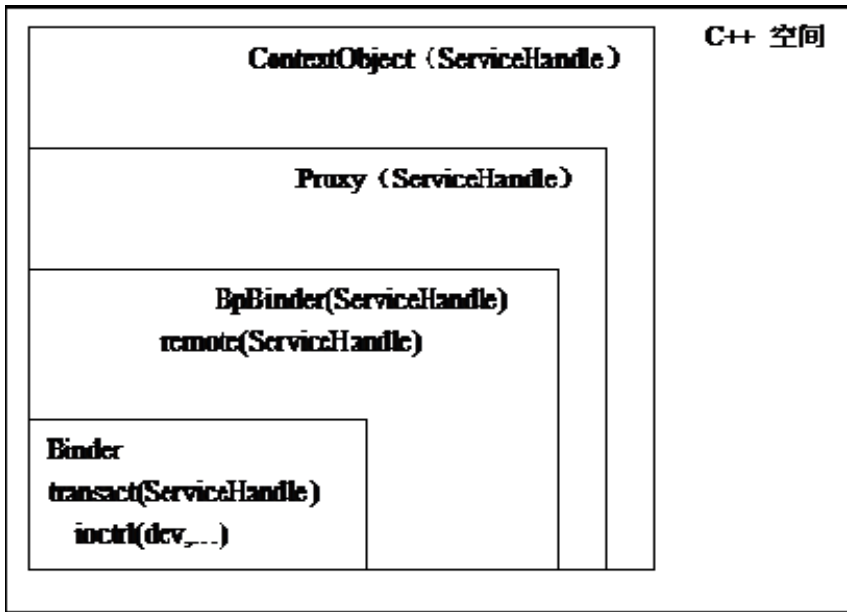 ContextObject（ServiceHandle）
C++ 空间
Proxy（ServiceHandle）
BpBinder(ServiceHandle)
remote(ServiceHandle)
Binder
transact(ServiceHandle)
ioctrl(dev,...)